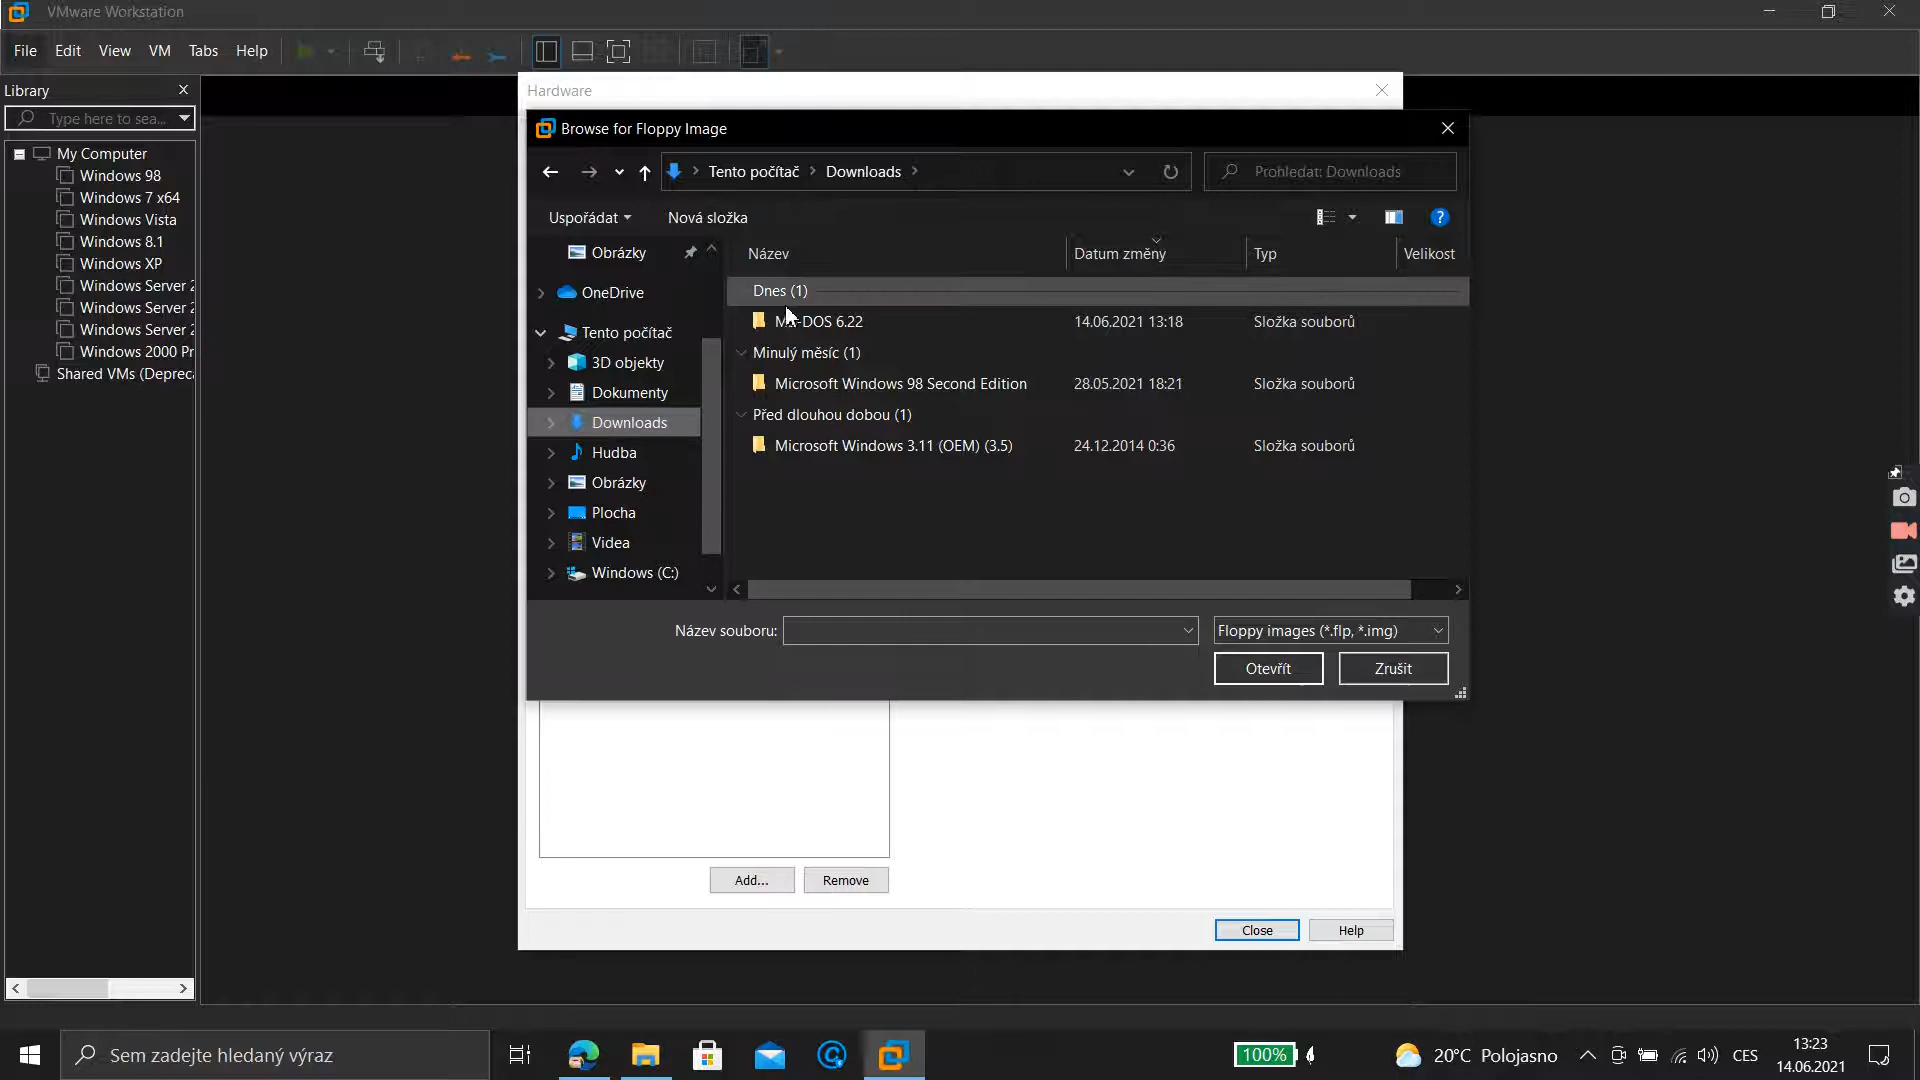 VMware Workstation
File Edit View VM Tabs Help
Library
Type here to sea...
My Computer
Windows 98
Windows 7 x64
Windows Vista
Windows 8.1
Windows XP
Windows Server 2
Windows Server 2
Windows Server 2
Windows 2000 Pr
Shared VMs (Depreca
Hardware
Browse for Floppy Image
Tento počítač Downloads
Prohledat: Downloads
Uspořádat Nová složka
Obrázky
OneDrive
Tento počítač
3D objekty
Dokumenty
Downloads
Hudba
Obrázky
Plocha
Videa
Windows (C:)
Název Datum změny Typ Velikost
Dnes (1)
MS-DOS 6.22 14.06.2021 13:18 Složka souborů
Minulý měsíc (1)
Microsoft Windows 98 Second Edition 28.05.2021 18:21 Složka souborů
Před dlouhou dobou (1)
Microsoft Windows 3.11 (OEM) (3.5) 24.12.2014 0:36 Složka souborů
Název souboru:
Floppy images (*.flp, *.img)
Otevřít Zrušit
Add... Remove
Close Help
Sem zadejte hledaný výraz
100%
20°C Polojasno
CES
13:23
14.06.2021